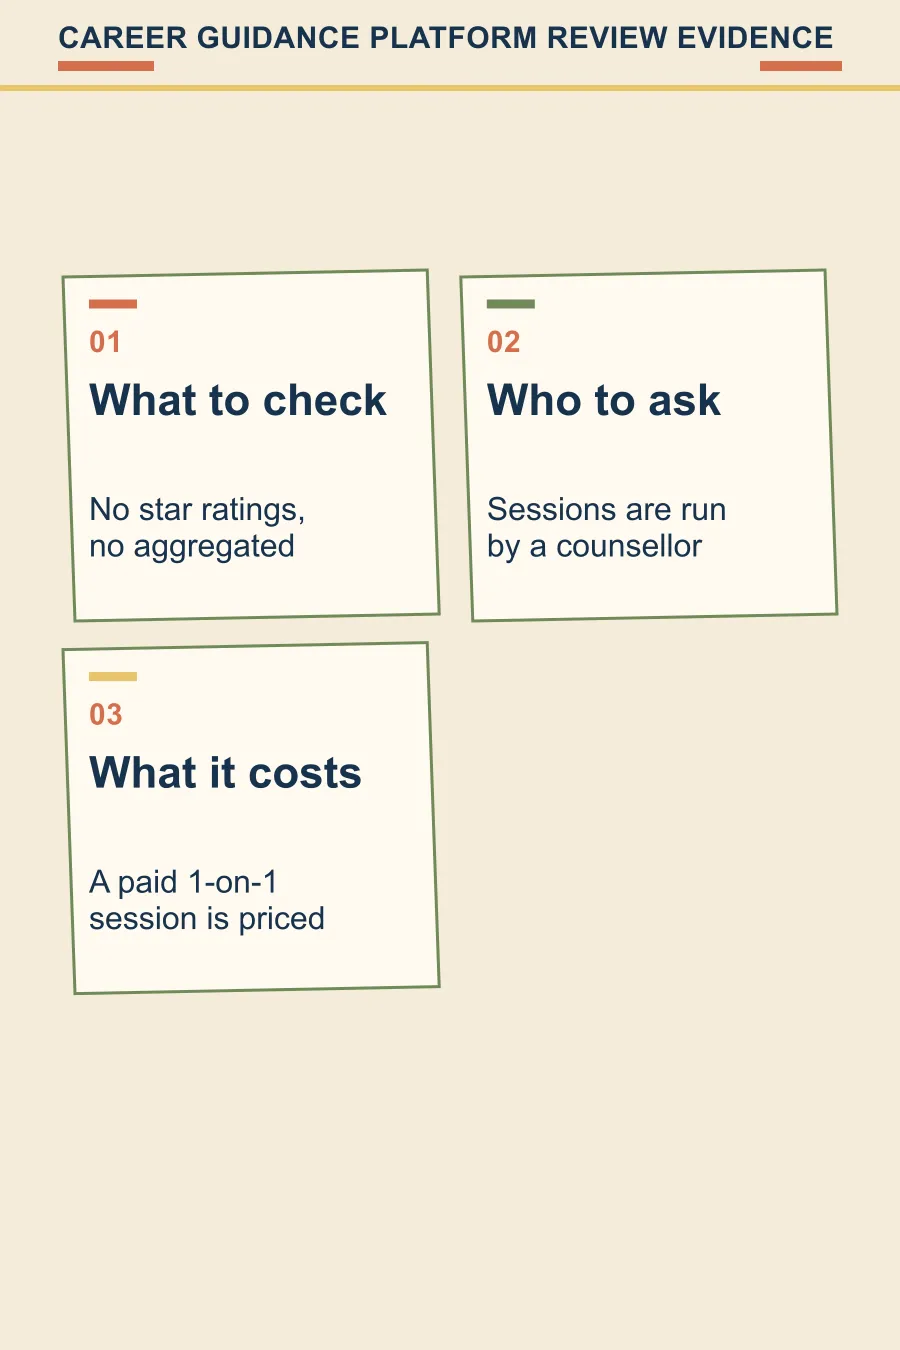 CAREER GUIDANCE PLATFORM REVIEW EVIDENCE
01
What to check
No star ratings,
no aggregated
02
Who to ask
Sessions are run
by a counsellor
03
What it costs
A paid 1-on-1
session is priced